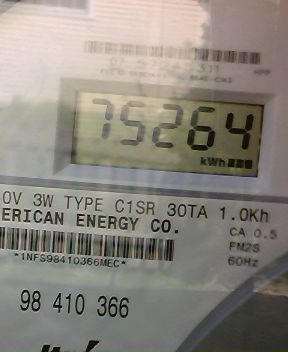 HPP
75264
kWh
0V 3W TYPE C1SR 30TA 1.0Kh
ERICAN ENERGY CO.
CA 0.5
FM2S
60Hz
*1NFS98410366MEC*
98 410 366